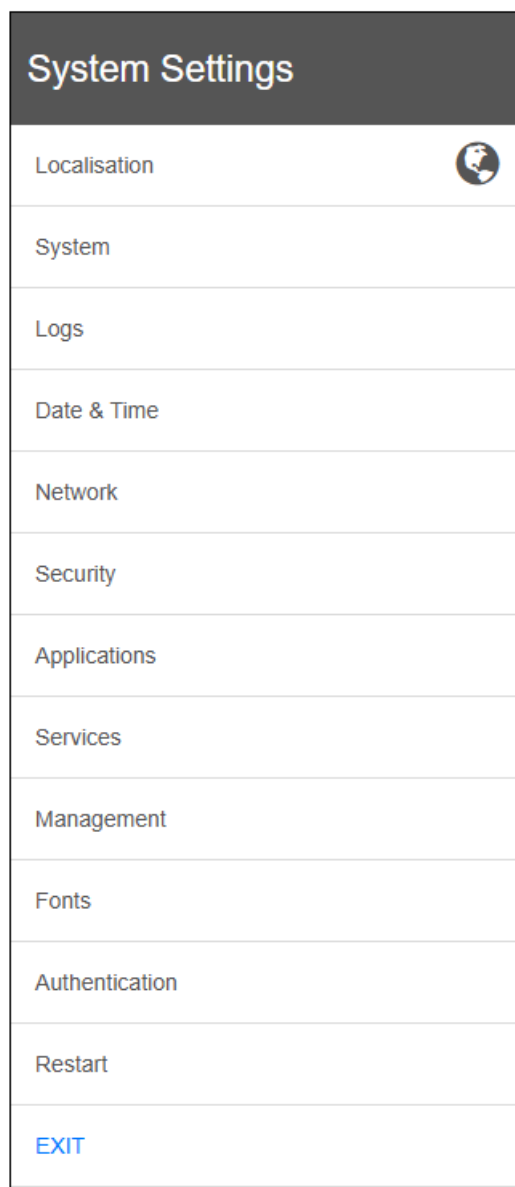 System Settings
Localisation
System
Logs
Date & Time
Network
Security
Applications
Services
Management
Fonts
Authentication
Restart
EXIT